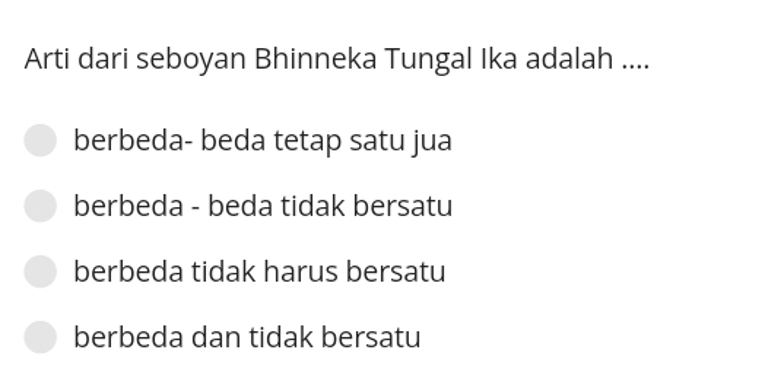 Arti dari seboyan Bhinneka Tungal Ika adalah ....
berbeda- beda tetap satu jua
berbeda - beda tidak bersatu
berbeda tidak harus bersatu
berbeda dan tidak bersatu